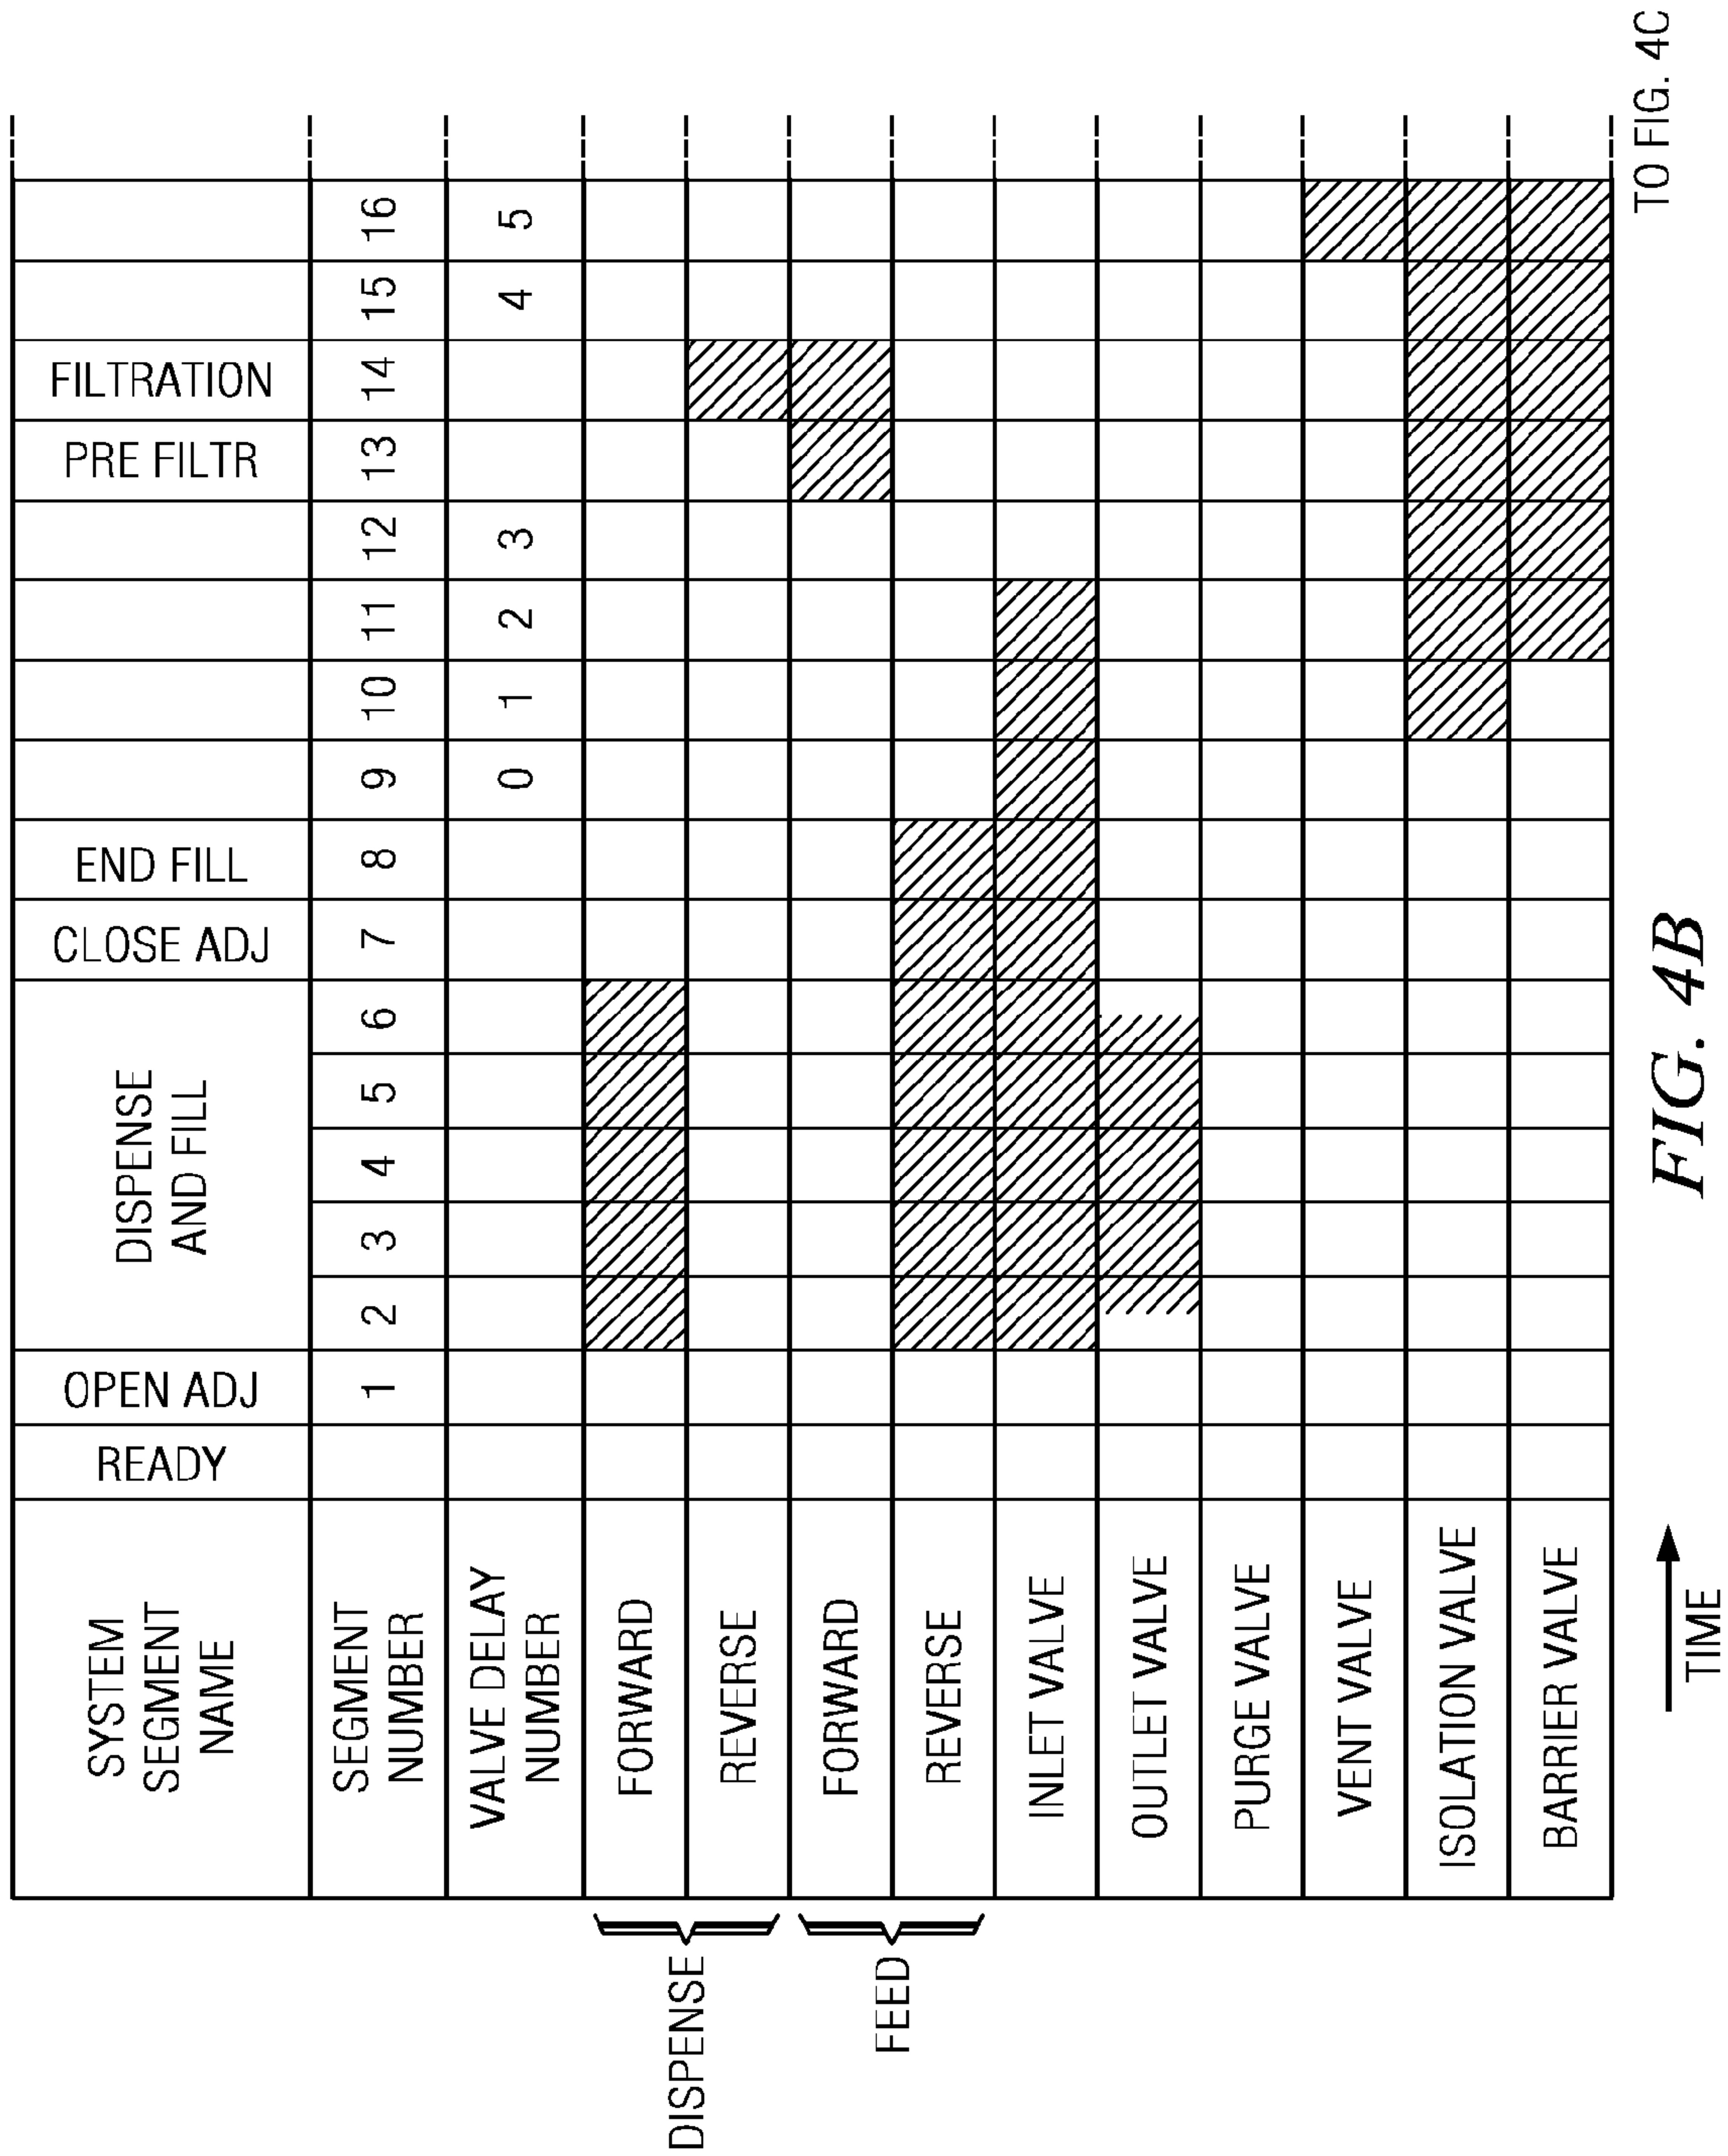 SYSTEM
SEGMENT
NAME
READY
OPEN ADJ
DISPENSE
AND FILL
CLOSE ADJ
END FILL
PRE FILTR
FILTRATION
SEGMENT
NUMBER
1
2
3
4
5
6
7
8
9
10
11
12
13
14
15
16
VALVE DELAY
NUMBER
0
1
2
3
4
5
DISPENSE
FORWARD
REVERSE
FEED
FORWARD
REVERSE
INLET VALVE
OUTLET VALVE
PURGE VALVE
VENT VALVE
ISOLATION VALVE
BARRIER VALVE
TIME
TO FIG. 4C
FIG. 4B